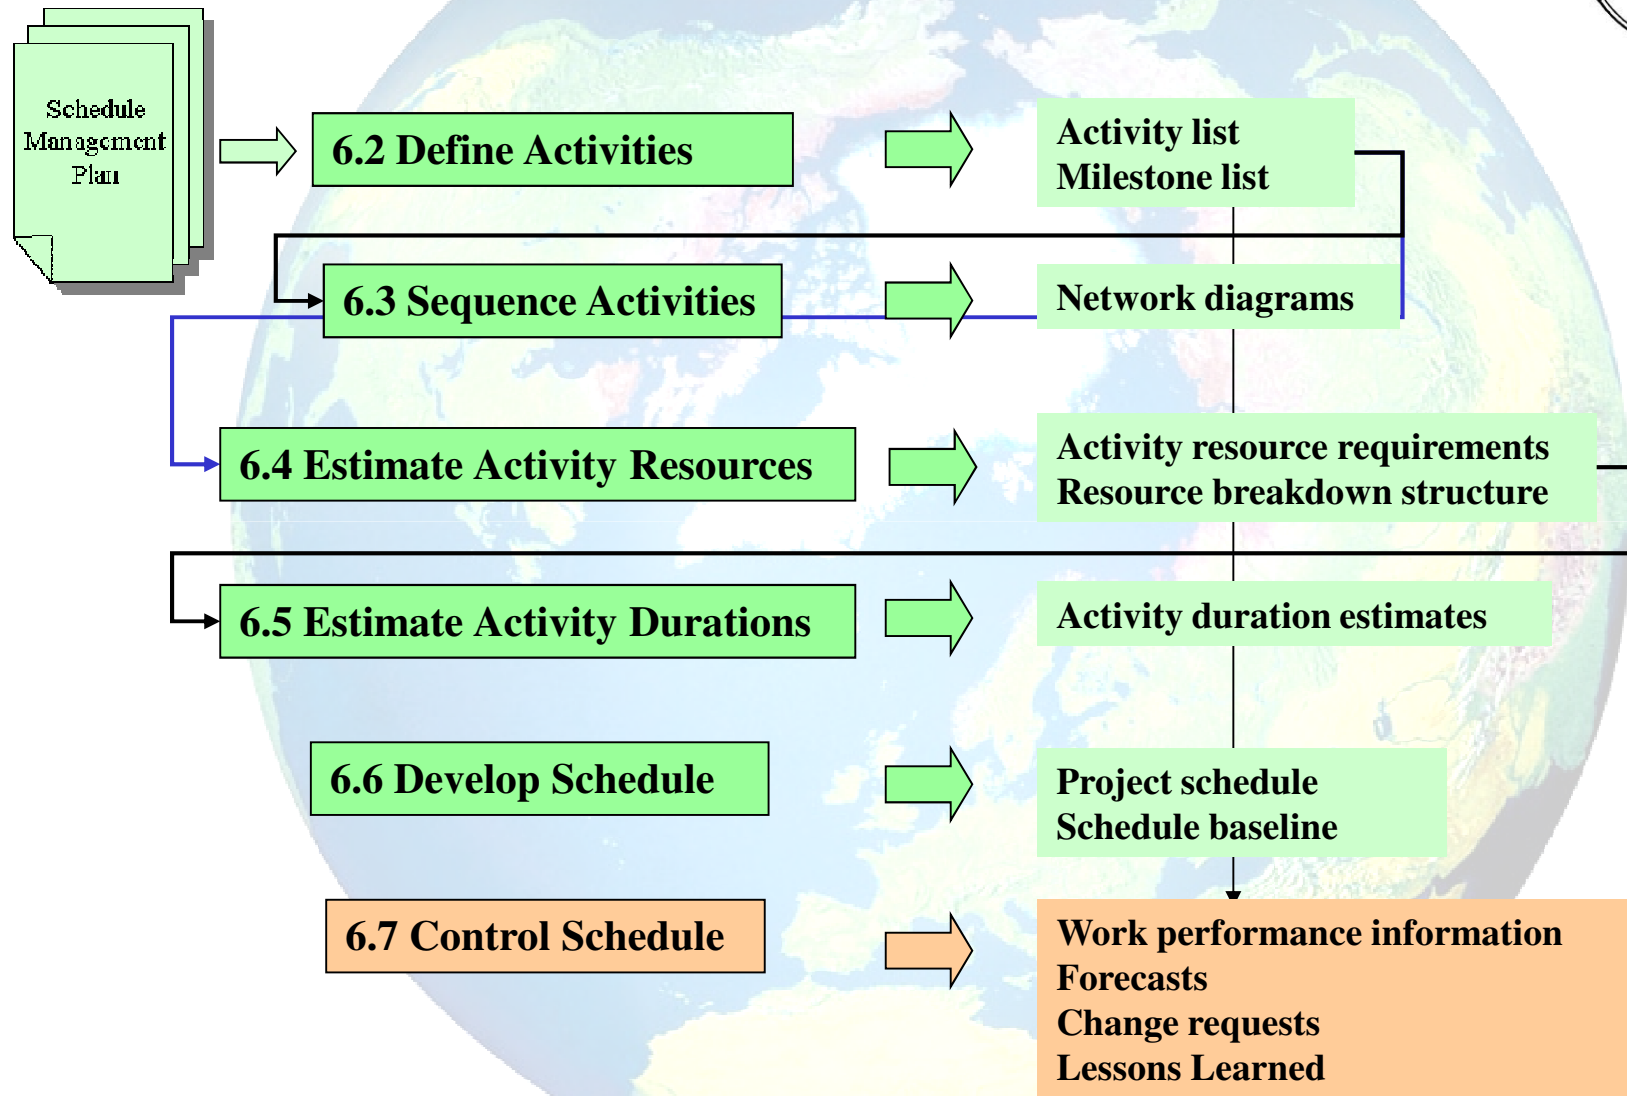 Schedule
Management
Plan
6.2 Define Activities
Activity list
Milestone list
6.3 Sequence Activities
Network diagrams
6.4 Estimate Activity Resources
Activity resource requirements
Resource breakdown structure
6.5 Estimate Activity Durations
Activity duration estimates
6.6 Develop Schedule
Project schedule
Schedule baseline
6.7 Control Schedule
Work performance information
Forecasts
Change requests
Lessons Learned